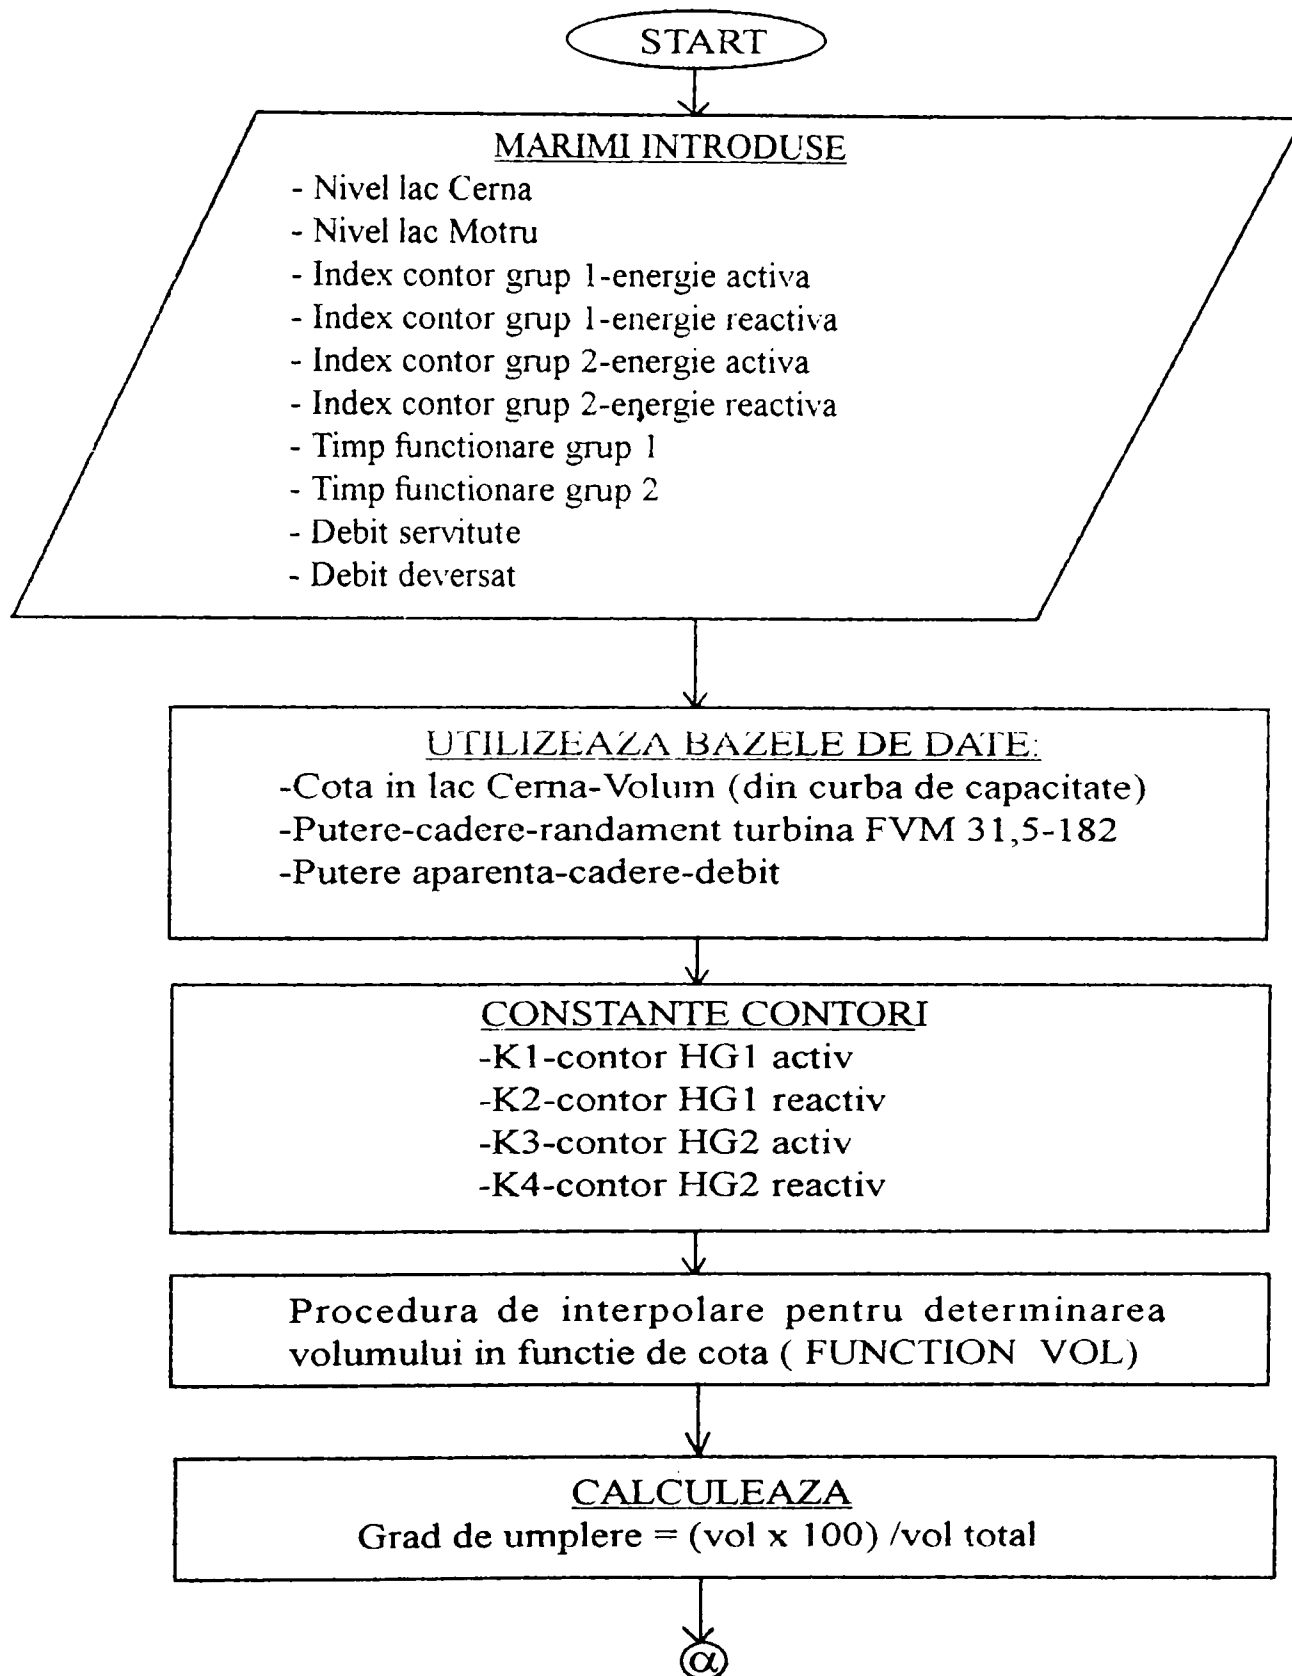 START
MARIMI INTRODUSE
- Nivel lac Cerna
- Nivel lac Motru
- Index contor grup 1-energie activa
- Index contor grup 1-energie reactiva
- Index contor grup 2-energie activa
- Index contor grup 2-energie reactiva
- Timp functionare grup 1
- Timp functionare grup 2
- Debit servitute
- Debit deversat
UTILIZEAZA BAZELE DE DATE:
-Cota in lac Cerna-Volum (din curba de capacitate)
-Putere-cadere-randament turbina FVM 31,5-182
-Putere aparenta-cadere-debit
CONSTANTE CONTORI
-K1-contor HG1 activ
-K2-contor HG1 reactiv
-K3-contor HG2 activ
-K4-contor HG2 reactiv
Procedura de interpolare pentru determinarea
volumului in functie de cota ( FUNCTION VOL)
CALCULEAZA
Grad de umplere = (vol x 100) /vol total
α